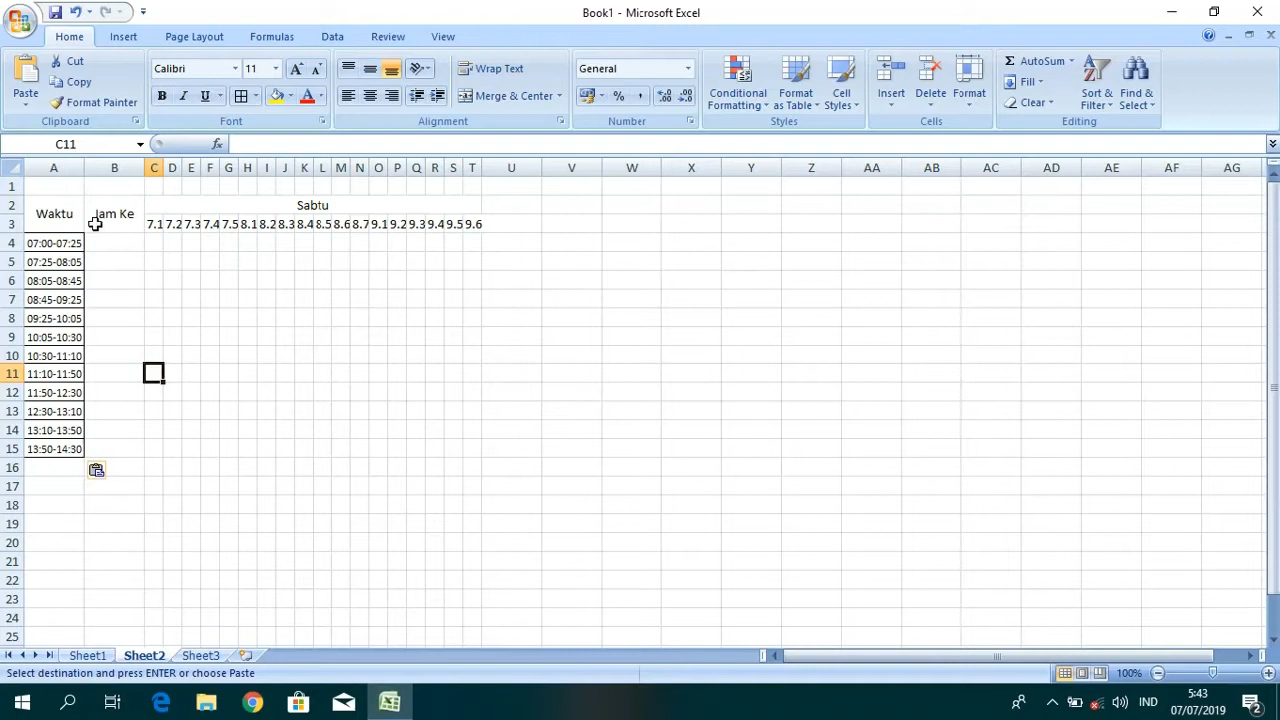 Book1 - Microsoft Excel
Home Insert Page Layout Formulas Data Review View
Paste
Cut
Copy
Format Painter
Clipboard
Calibri 11
B I U
Font
Wrap Text
Merge & Center
Alignment
General
Number
Conditional Formatting
Format as Table
Cell Styles
Styles
Insert Delete Format
Cells
AutoSum
Fill
Clear
Sort & Filter
Find & Select
Editing
C11
A B C D E F G H I J K L M N O P Q R S T U V W X Y Z AA AB AC AD AE AF AG
1
2 Sabtu
Waktu Jam Ke
3 7.1 7.2 7.3 7.4 7.5 8.1 8.2 8.3 8.4 8.5 8.6 8.7 9.1 9.2 9.3 9.4 9.5 9.6
4 07:00-07:25
5 07:25-08:05
6 08:05-08:45
7 08:45-09:25
8 09:25-10:05
9 10:05-10:30
10 10:30-11:10
11 11:10-11:50
12 11:50-12:30
13 12:30-13:10
14 13:10-13:50
15 13:50-14:30
16
17
18
19
20
21
22
23
24
25
Sheet1 Sheet2 Sheet3
Select destination and press ENTER or choose Paste
100%
IND
5:43
07/07/2019
2